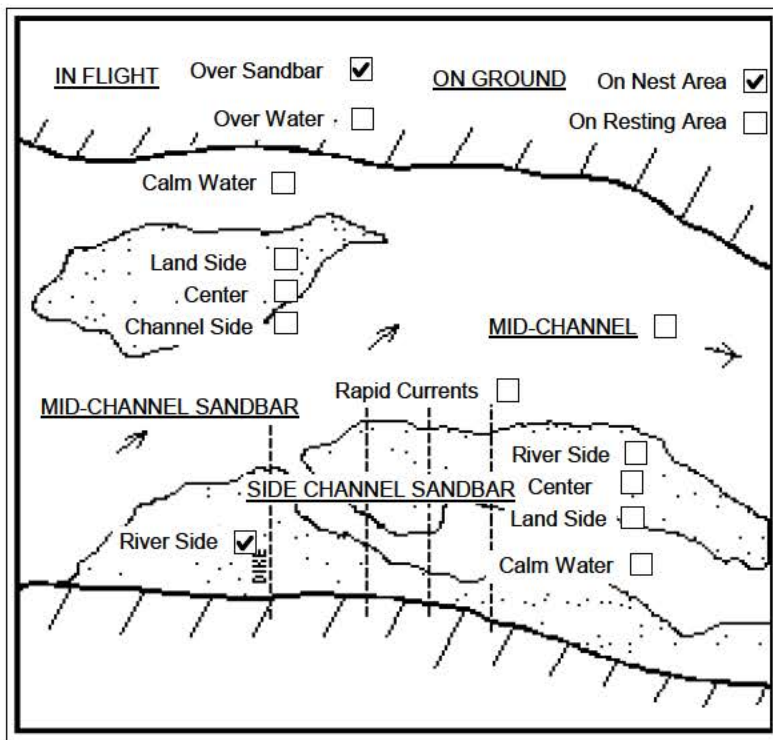 IN FLIGHT Over Sandbar ON GROUND On Nest Area
Over Water On Resting Area
Calm Water
Land Side
Center
Channel Side
MID-CHANNEL
Rapid Currents
MID-CHANNEL SANDBAR
River Side
SIDE CHANNEL SANDBAR Center
Land Side
River Side
DIKE
Calm Water